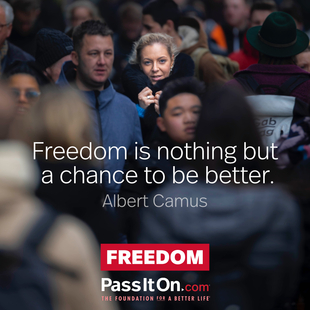 Freedom is nothing but
a chance to be better.
Albert Camus
FREEDOM
PassItOn.com®
THE FOUNDATION FOR A BETTER LIFE®